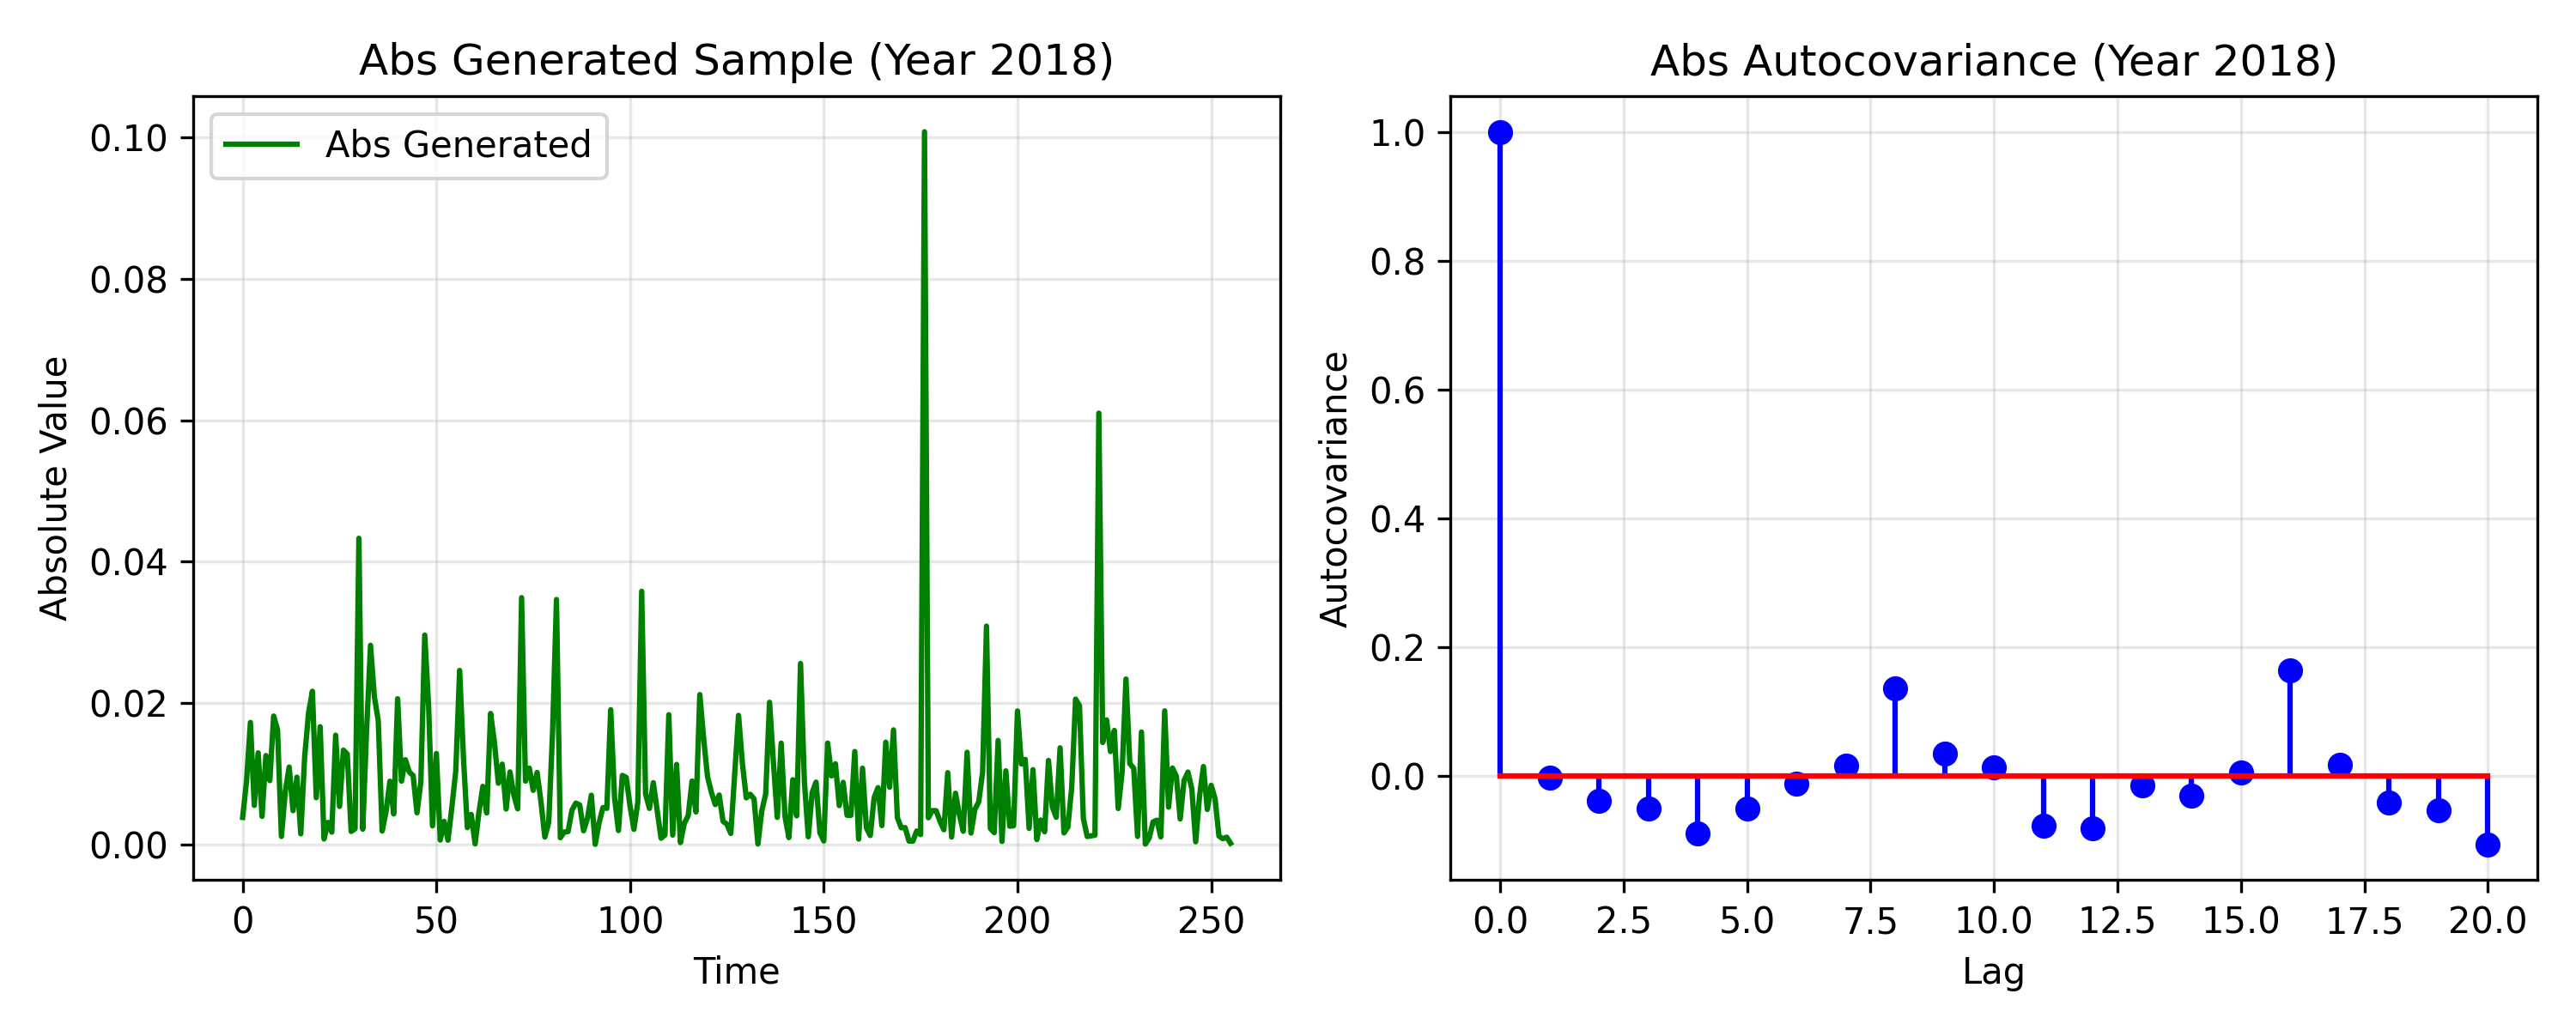 Abs Generated Sample (Year 2018)
Abs Generated
0.10
0.08
0.06
0.04
0.02
0.00
Absolute Value
0 50 100 150 200 250
Time
Abs Autocovariance (Year 2018)
1.0
0.8
0.6
0.4
0.2
0.0
Autocovariance
0.0 2.5 5.0 7.5 10.0 12.5 15.0 17.5 20.0
Lag